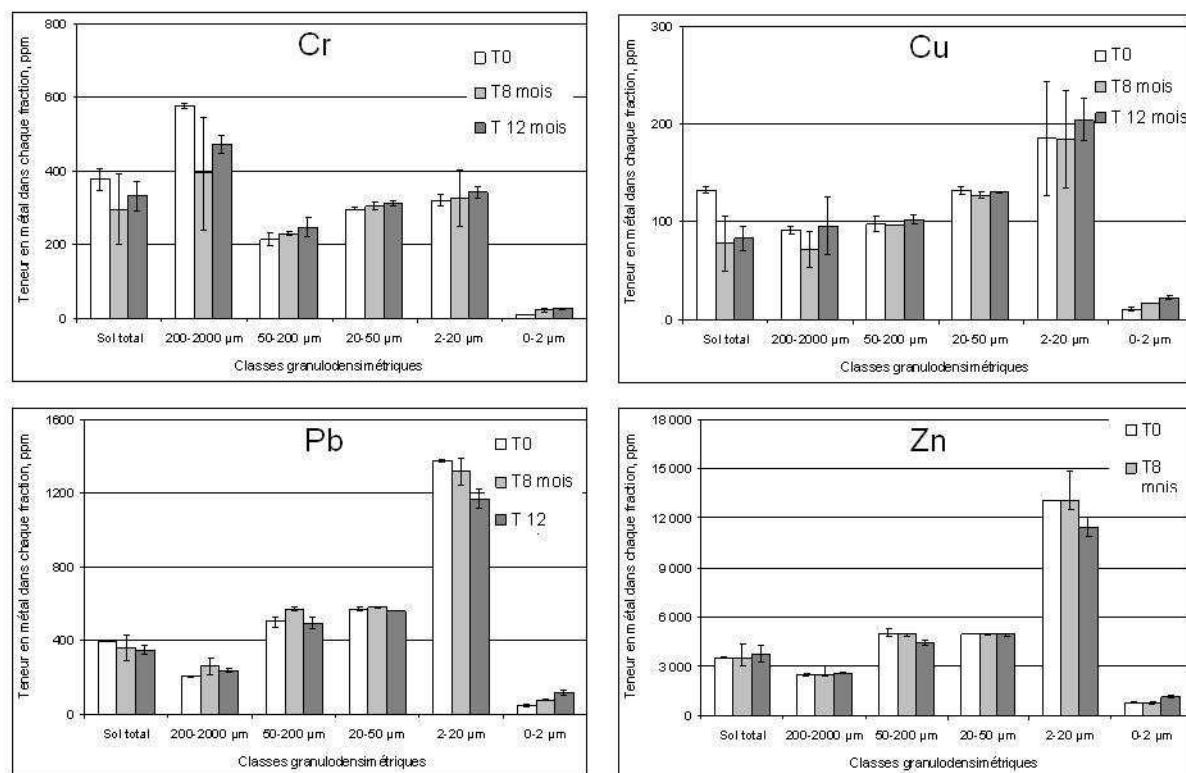 Cr
T0
T8 mois
T 12 mois
Teneur en métal dans chaque fraction, ppm
800
600
400
200
0
Sol total 200-2000 µm 50-200 µm 20-50 µm 2-20 µm 0-2 µm
Classes granulodensimétriques
Cu
T0
T8 mois
T 12 mois
Teneur en métal dans chaque fraction, ppm
300
200
100
0
Sol total 200-2000 µm 50-200 µm 20-50 µm 2-20 µm 0-2 µm
Classes granulodensimétriques
Pb
T0
T8 mois
T 12
Teneur en métal dans chaque fraction, ppm
1600
1200
800
400
0
Sol total 200-2000 µm 50-200 µm 20-50 µm 2-20 µm 0-2 µm
Classes granulodensimétriques
Zn
T0
T8
mois
Teneur en métal dans chaque fraction, ppm
18 000
15 000
12 000
9 000
6 000
3 000
0
Sol total 200-2000 µm 50-200 µm 20-50 µm 2-20 µm 0-2 µm
Classes granulodensimétriques